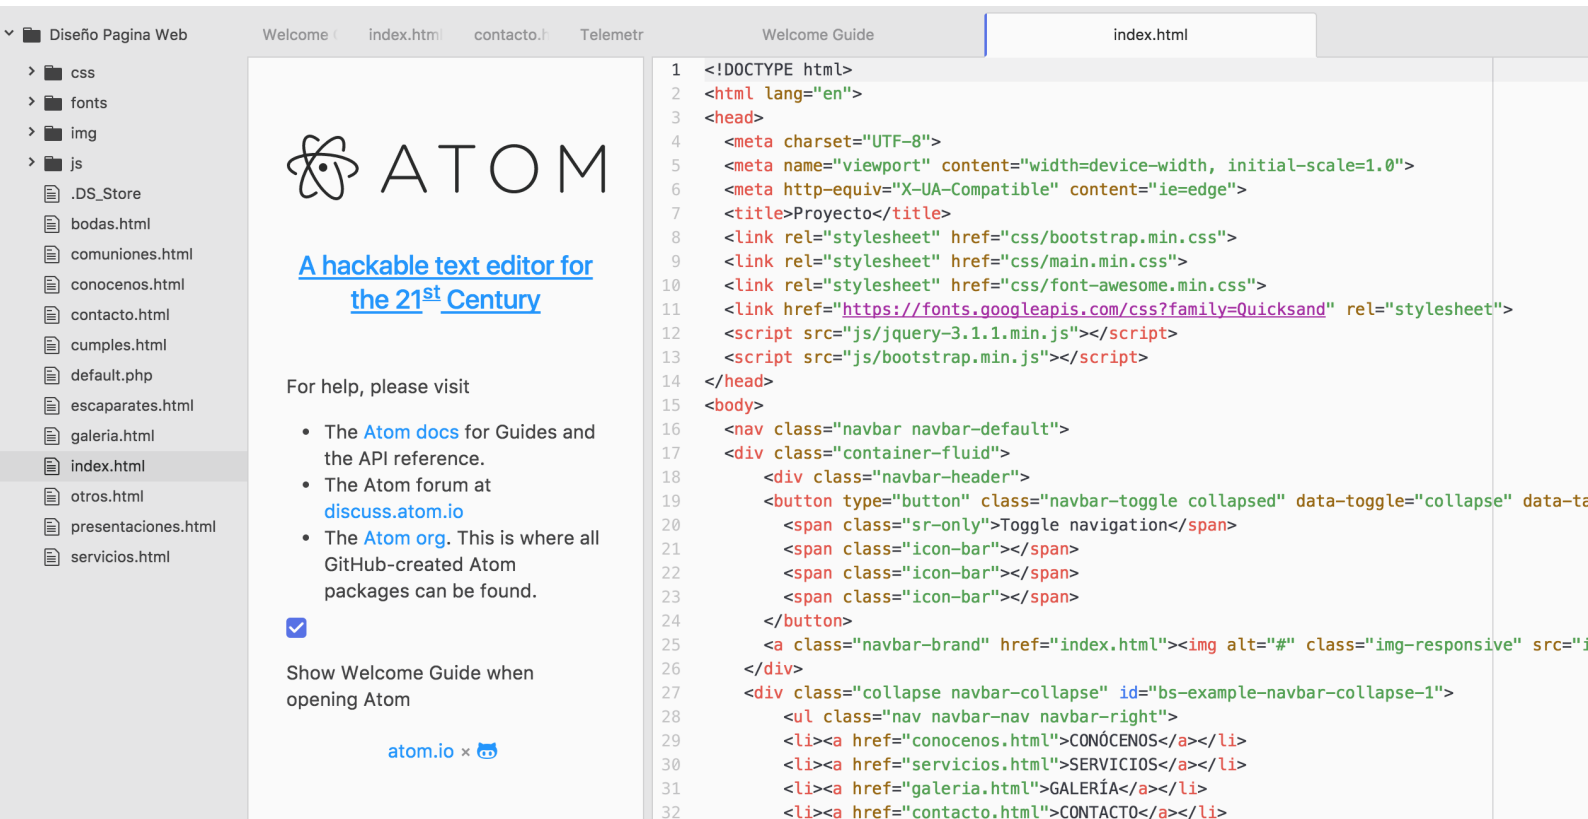 Diseño Pagina Web
css
fonts
img
js
.DS_Store
bodas.html
comuniones.html
conocenos.html
contacto.html
cumples.html
default.php
escaparates.html
galeria.html
index.html
otros.html
presentaciones.html
servicios.html
Welcome
index.html
contacto.h
Telemetr
ATOM
A hackable text editor for
the 21st Century
For help, please visit
• The Atom docs for Guides and
the API reference.
• The Atom forum at
discuss.atom.io
• The Atom org. This is where all
GitHub-created Atom
packages can be found.
Show Welcome Guide when
opening Atom
atom.io ×
Welcome Guide
index.html
1 <!DOCTYPE html>
2 <html lang="en">
3 <head>
4 <meta charset="UTF-8">
5 <meta name="viewport" content="width=device-width, initial-scale=1.0">
6 <meta http-equiv="X-UA-Compatible" content="ie=edge">
7 <title>Proyecto</title>
8 <link rel="stylesheet" href="css/bootstrap.min.css">
9 <link rel="stylesheet" href="css/main.min.css">
10 <link rel="stylesheet" href="css/font-awesome.min.css">
11 <link href="https://fonts.googleapis.com/css?family=Quicksand" rel="stylesheet">
12 <script src="js/jquery-3.1.1.min.js"></script>
13 <script src="js/bootstrap.min.js"></script>
14 </head>
15 <body>
16 <nav class="navbar navbar-default">
17 <div class="container-fluid">
18 <div class="navbar-header">
19 <button type="button" class="navbar-toggle collapsed" data-toggle="collapse" data-ta
20 <span class="sr-only">Toggle navigation</span>
21 <span class="icon-bar"></span>
22 <span class="icon-bar"></span>
23 <span class="icon-bar"></span>
24 </button>
25 <a class="navbar-brand" href="index.html"><img alt="#" class="img-responsive" src="i
26 </div>
27 <div class="collapse navbar-collapse" id="bs-example-navbar-collapse-1">
28 <ul class="nav navbar-nav navbar-right">
29 <li><a href="conocenos.html">CONÓCENOS</a></li>
30 <li><a href="servicios.html">SERVICIOS</a></li>
31 <li><a href="galeria.html">GALERÍA</a></li>
32 <li><a href="contacto.html">CONTACTO</a></li>